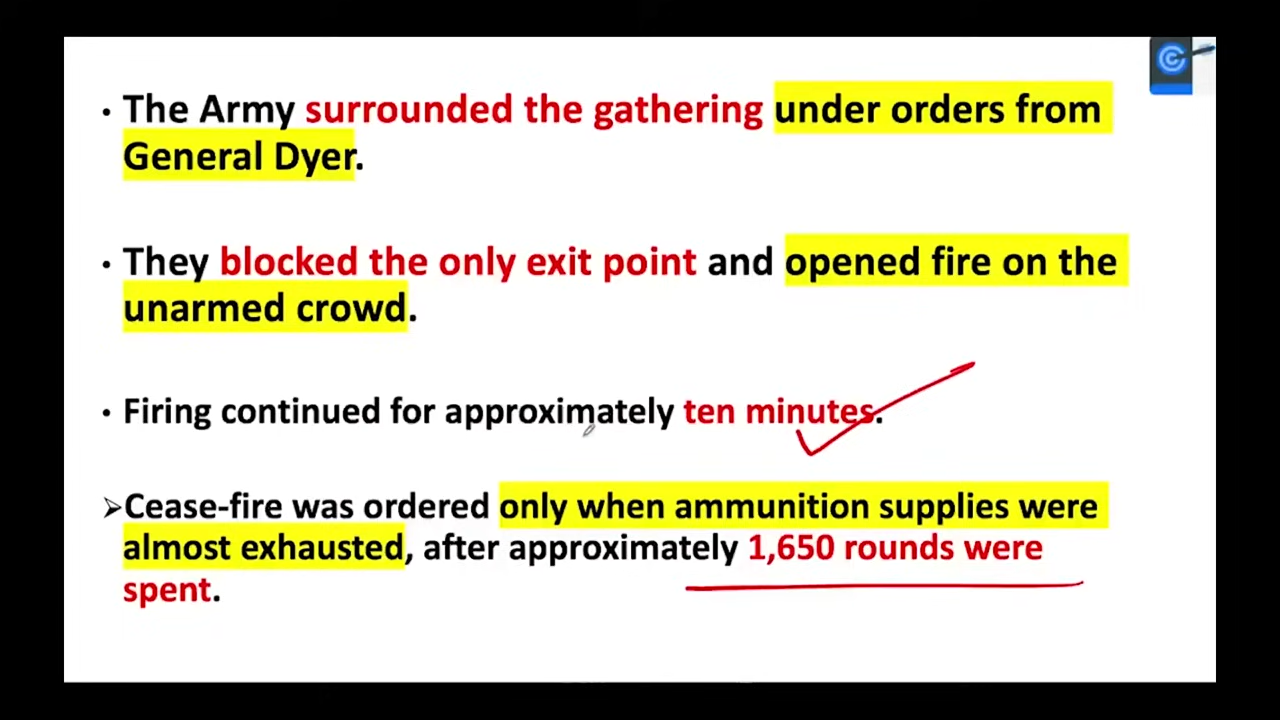 • The Army surrounded the gathering under orders from
General Dyer.
• They blocked the only exit point and opened fire on the
unarmed crowd.
• Firing continued for approximately ten minutes.
➢Cease-fire was ordered only when ammunition supplies were
almost exhausted, after approximately 1,650 rounds were
spent.